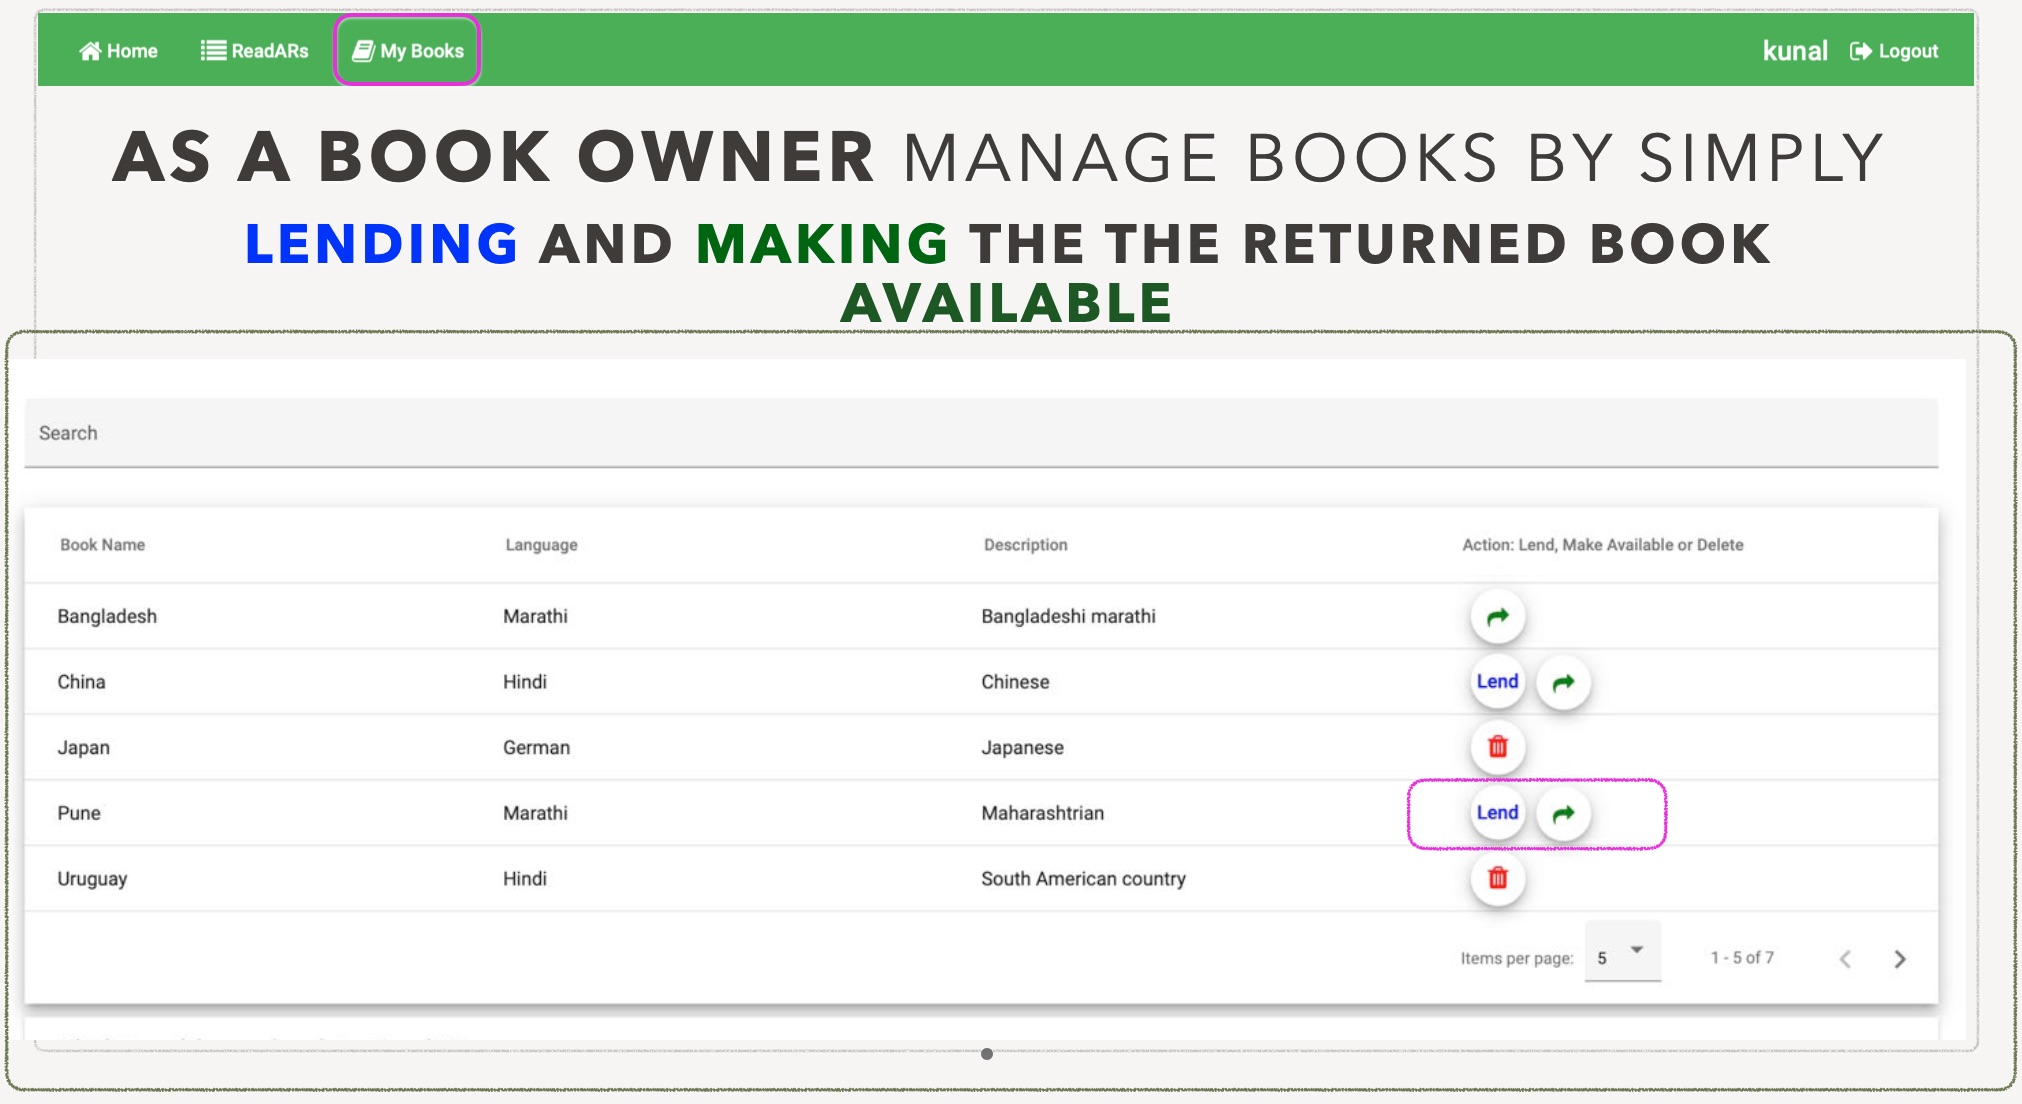 Home ReadARs My Books kunal Logout
AS A BOOK OWNER MANAGE BOOKS BY SIMPLY
LENDING AND MAKING THE THE RETURNED BOOK
AVAILABLE
Search
Book Name Language Description Action: Lend, Make Available or Delete
Bangladesh Marathi Bangladeshi marathi
China Hindi Chinese Lend
Japan German Japanese
Pune Marathi Maharashtrian Lend
Uruguay Hindi South American country
Items per page: 5 1 - 5 of 7